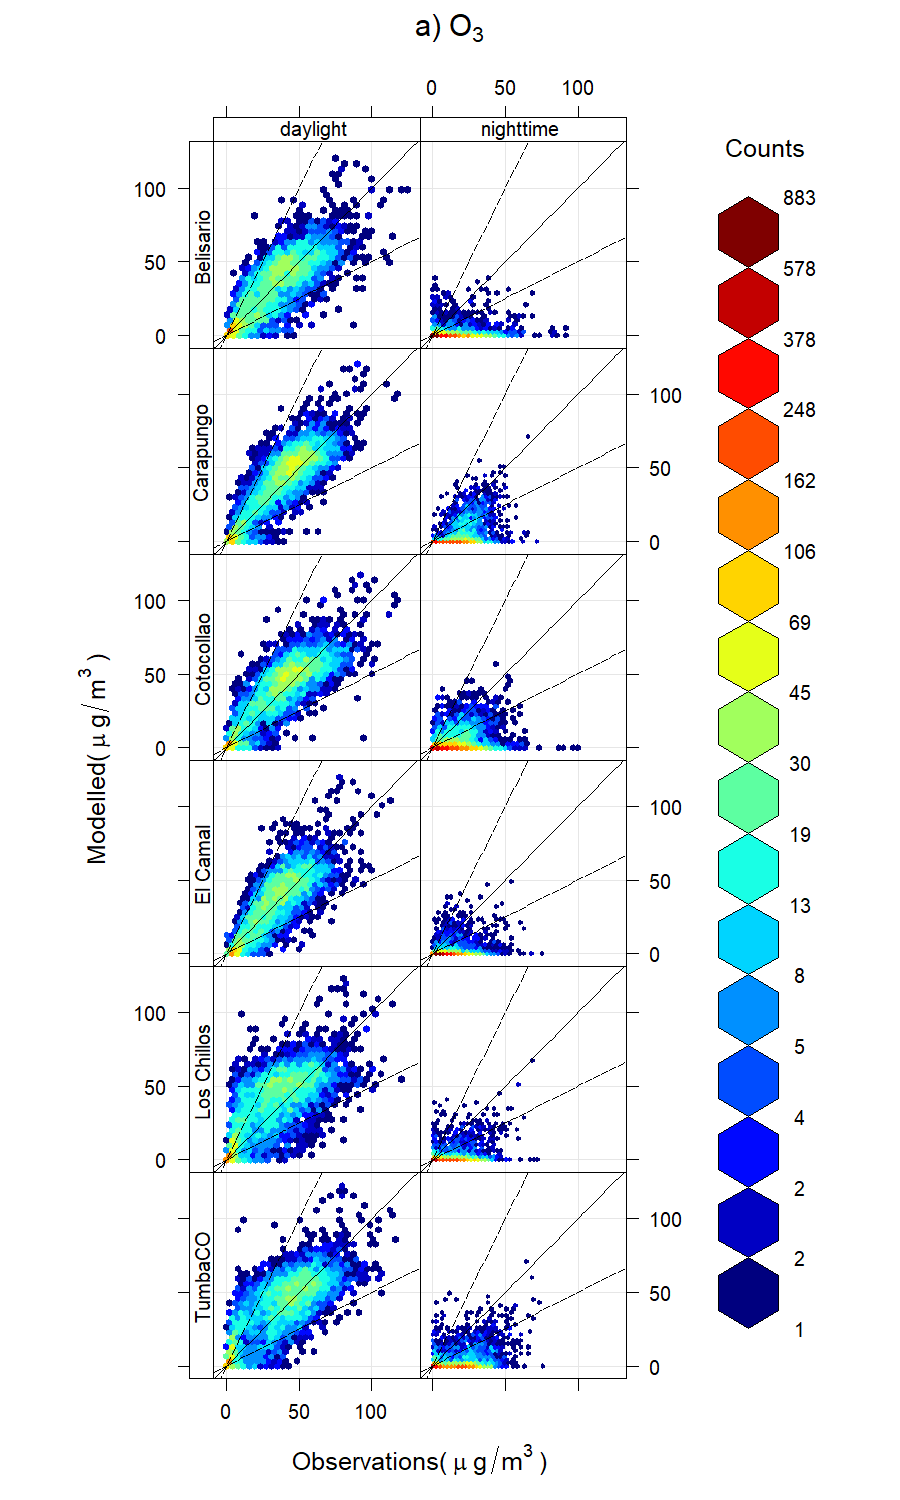 a) O₃
0 50 100
daylight nighttime
Counts
Belisario
100
50
0
Carapungo
100
50
0
Cotocollao
100
50
0
El Camal
100
50
0
Los Chillos
100
50
0
TumbaCO
100
50
0
0 50 100
Modelled( μ g/m³ )
Observations( μ g/m³ )
883
578
378
248
162
106
69
45
30
19
13
8
5
4
2
2
1